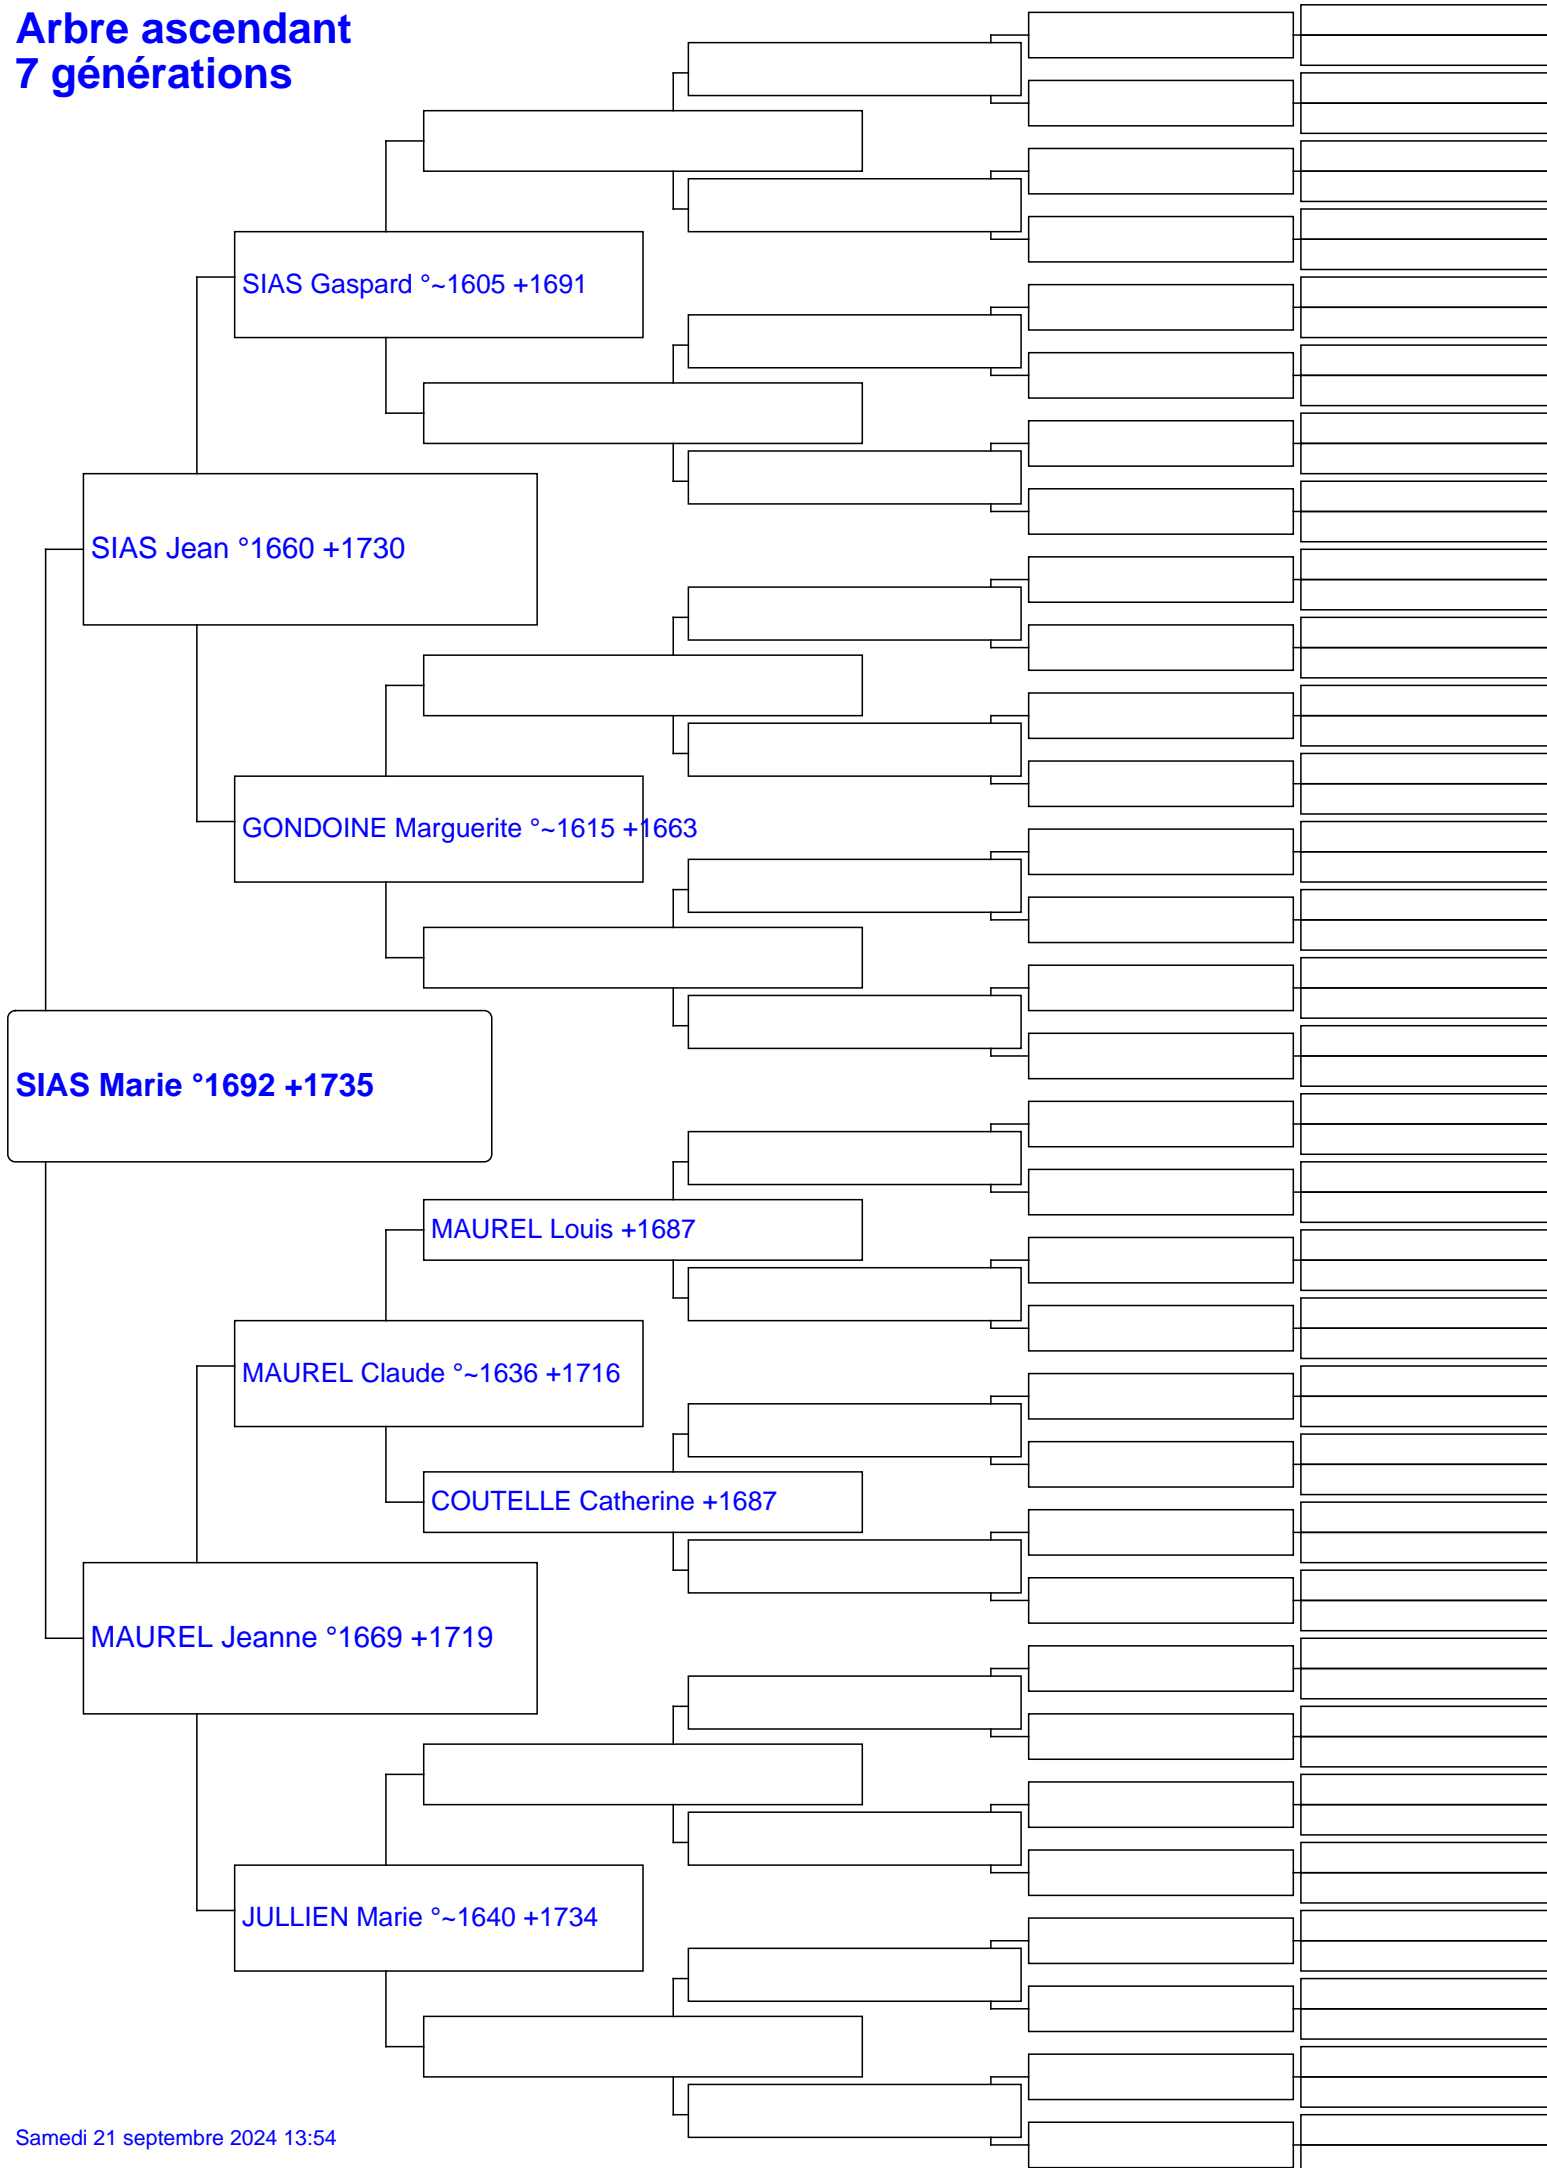 Arbre ascendant
7 générations
SIAS Gaspard °~1605 +1691
SIAS Jean °1660 +1730
GONDOINE Marguerite °~1615 +1663
SIAS Marie °1692 +1735
MAUREL Louis +1687
MAUREL Claude °~1636 +1716
COUTELLE Catherine +1687
MAUREL Jeanne °1669 +1719
JULLIEN Marie °~1640 +1734
Samedi 21 septembre 2024 13:54